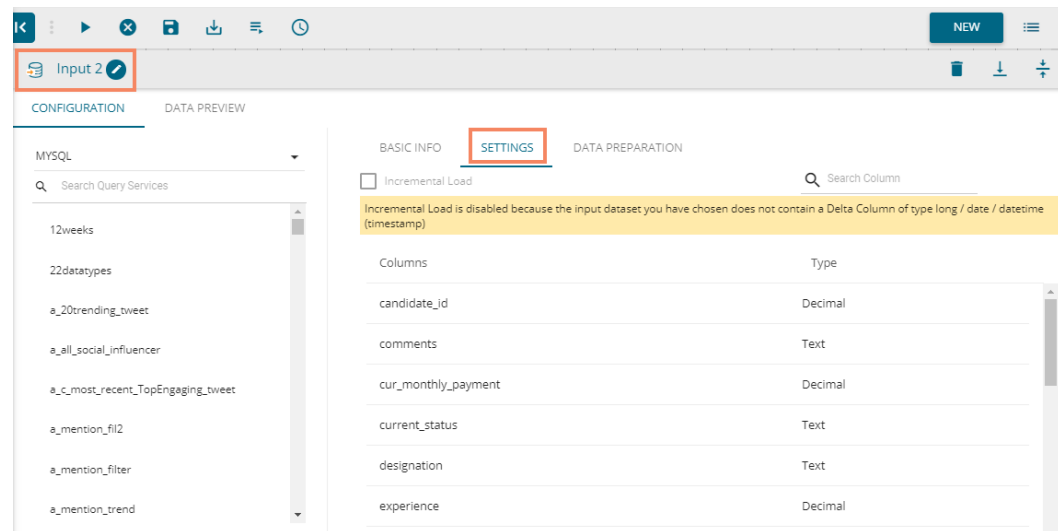 NEW
Input 2
CONFIGURATION
DATA PREVIEW
MYSQL
Search Query Services
12weeks
22datatypes
a_20trending_tweet
a_all_social_influencer
a_c_most_recent_TopEngaging_tweet
a_mention_fil2
a_mention_filter
a_mention_trend
BASIC INFO
SETTINGS
DATA PREPARATION
Incremental Load
Search Column
Incremental Load is disabled because the input dataset you have chosen does not contain a Delta Column of type long / date / datetime
(timestamp)
Columns Type
candidate_id Decimal
comments Text
cur_monthly_payment Decimal
current_status Text
designation Text
experience Decimal